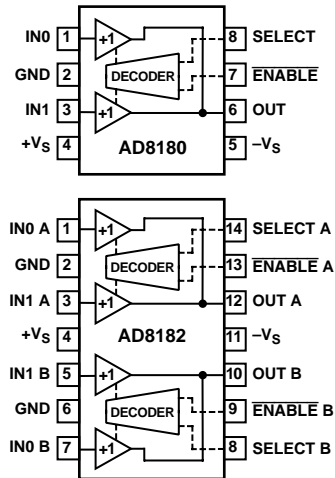 IN0 1 +1 8 SELECT
GND 2 DECODER 7 ENABLE
IN1 3 +1 6 OUT
+VS 4 AD8180 5 –VS
IN0 A 1 +1 14 SELECT A
GND 2 DECODER 13 ENABLE A
IN1 A 3 +1 12 OUT A
+VS 4 AD8182 11 –VS
IN1 B 5 +1 10 OUT B
GND 6 DECODER 9 ENABLE B
IN0 B 7 +1 8 SELECT B